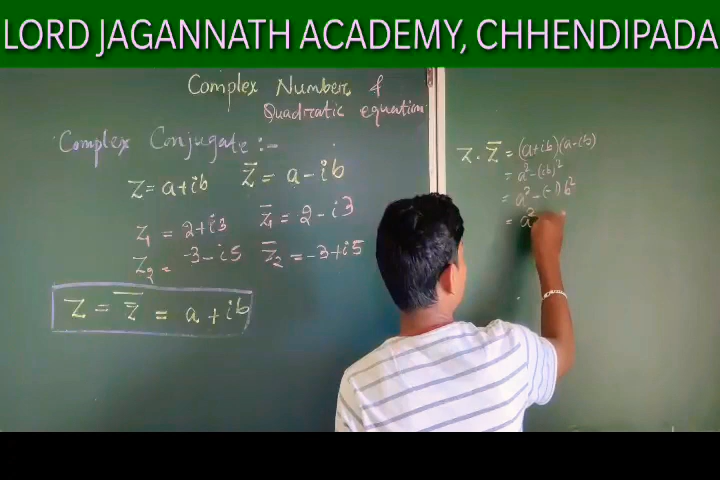 LORD JAGANNATH ACADEMY, CHHENDIPADA
Complex Number &
Quadratic equation
Complex Conjugate :-
z = a + ib  z̄ = a - ib
z₁ = 2 + i3  z̄₁ = 2 - i3
z₂ = -3 - i5  z̄₂ = -3 + i5
z = z̿ = a + ib
z · z̄ = (a + ib)(a - ib)
= a² - (ib)²
= a² - (-1)b²
= a²